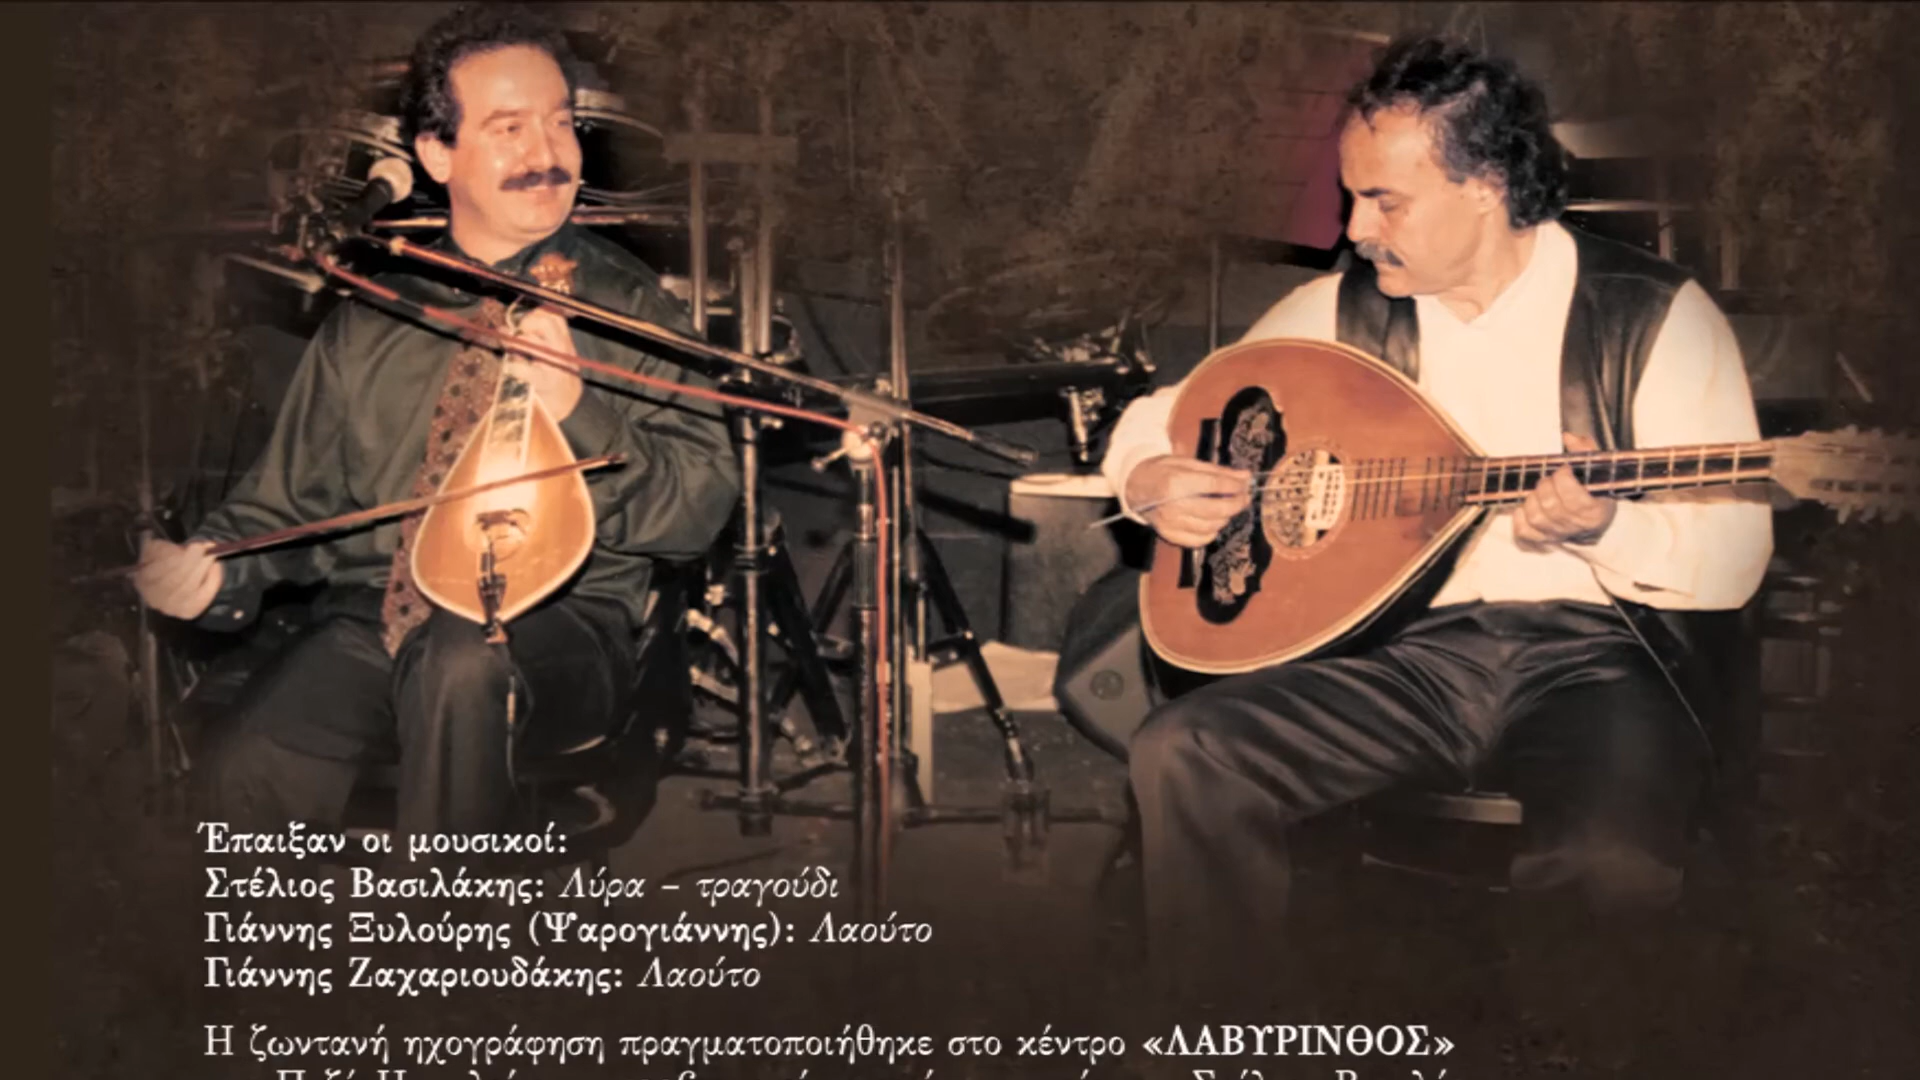 Έπαιξαν οι μουσικοί:
Στέλιος Βασιλάκης: Λύρα – τραγούδι
Γιάννης Ξυλούρης (Ψαρογιάννης): Λαούτο
Γιάννης Ζαχαριουδάκης: Λαούτο
Η ζωντανή ηχογράφηση πραγματοποιήθηκε στο κέντρο «ΛΑΒΥΡΙΝΘΟΣ»